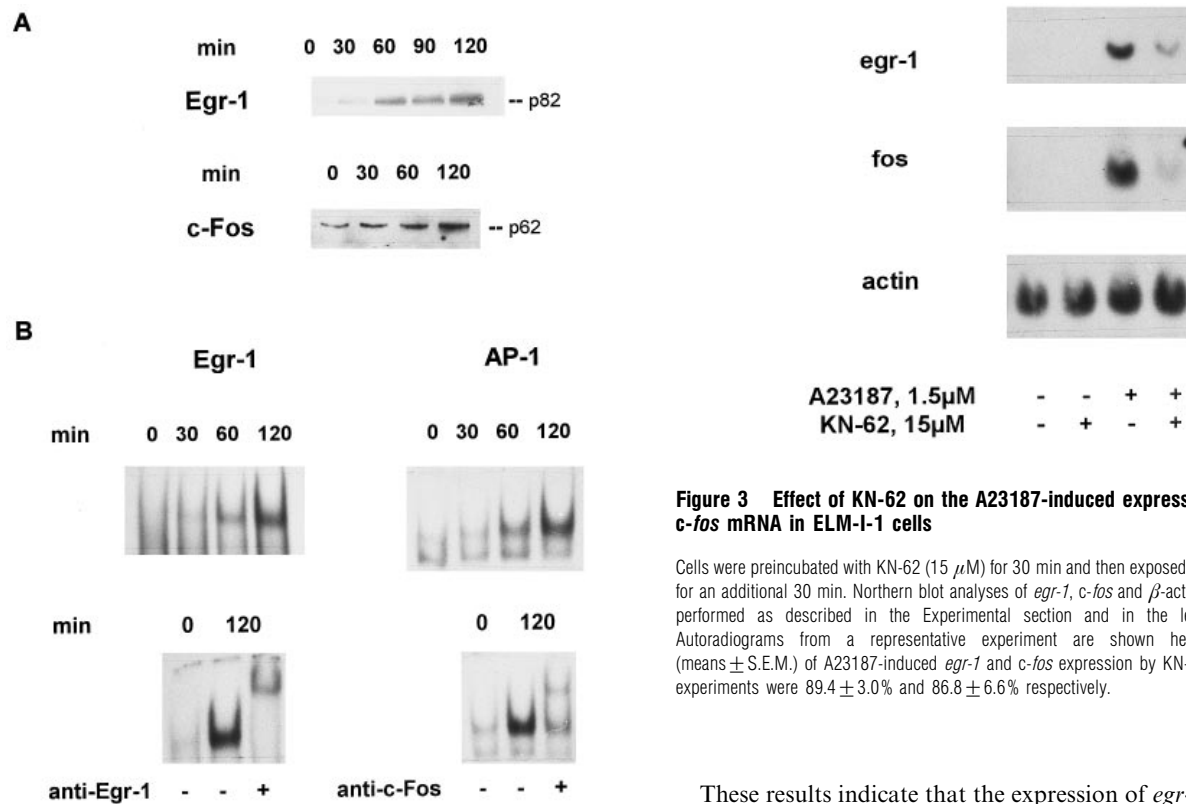 A
min 0 30 60 90 120
Egr-1 -- p82
min 0 30 60 120
c-Fos -- p62
B
Egr-1 AP-1
min 0 30 60 120 0 30 60 120
min 0 120 0 120
anti-Egr-1 - - + anti-c-Fos - - +
egr-1
fos
actin
A23187, 1.5µM - - + +
KN-62, 15µM - + - +
Figure 3 Effect of KN-62 on the A23187-induced express
c-fos mRNA in ELM-I-1 cells
Cells were preincubated with KN-62 (15 µM) for 30 min and then exposed
for an additional 30 min. Northern blot analyses of egr-1, c-fos and β-act
performed as described in the Experimental section and in the le
Autoradiograms from a representative experiment are shown he
(means ± S.E.M.) of A23187-induced egr-1 and c-fos expression by KN-
experiments were 89.4 ± 3.0% and 86.8 ± 6.6% respectively.
These results indicate that the expression of egr-